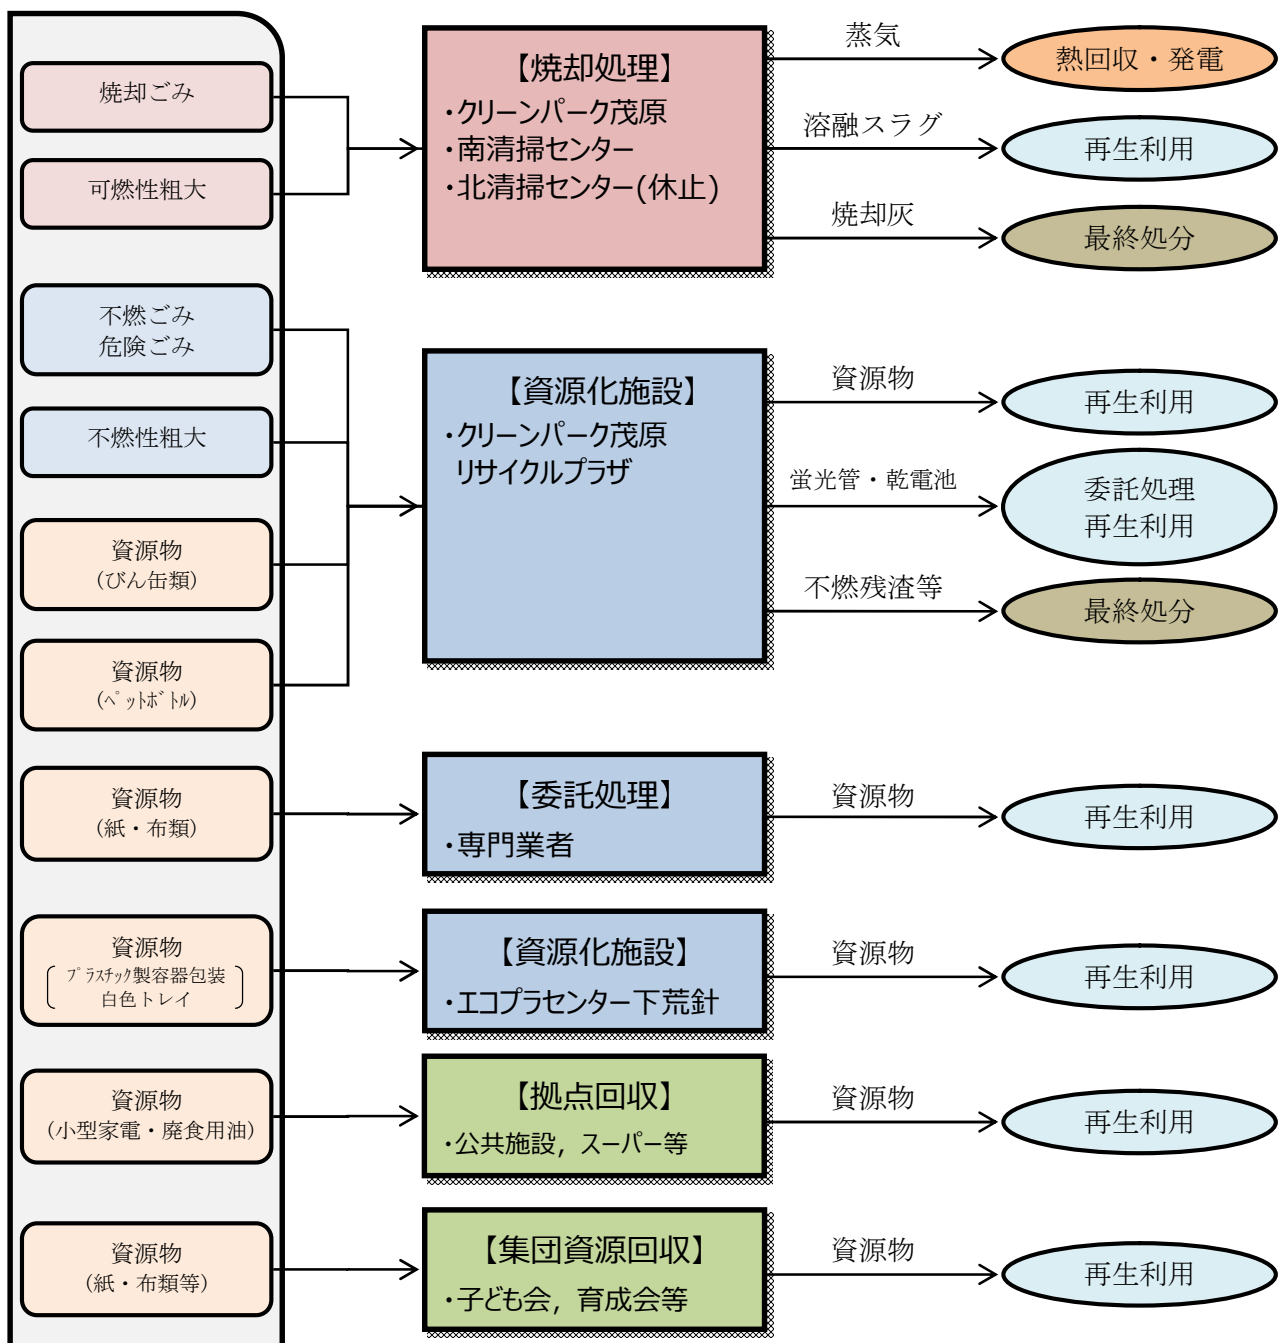 焼却ごみ
可燃性粗大
【焼却処理】
・クリーンパーク茂原
・南清掃センター
・北清掃センター(休止)
蒸気
熱回収・発電
溶融スラグ
再生利用
焼却灰
最終処分
不燃ごみ
危険ごみ
不燃性粗大
資源物
(びん缶類)
資源物
(ﾍﾟｯﾄﾎﾞﾄﾙ)
【資源化施設】
・クリーンパーク茂原
リサイクルプラザ
資源物
再生利用
蛍光管・乾電池
委託処理
再生利用
不燃残渣等
最終処分
資源物
(紙・布類)
【委託処理】
・専門業者
資源物
再生利用
資源物
ﾌﾟﾗｽﾁｯｸ製容器包装
白色トレイ
【資源化施設】
・エコプラセンター下荒針
資源物
再生利用
資源物
(小型家電・廃食用油)
【拠点回収】
・公共施設, スーパー等
資源物
再生利用
資源物
(紙・布類等)
【集団資源回収】
・子ども会, 育成会等
資源物
再生利用